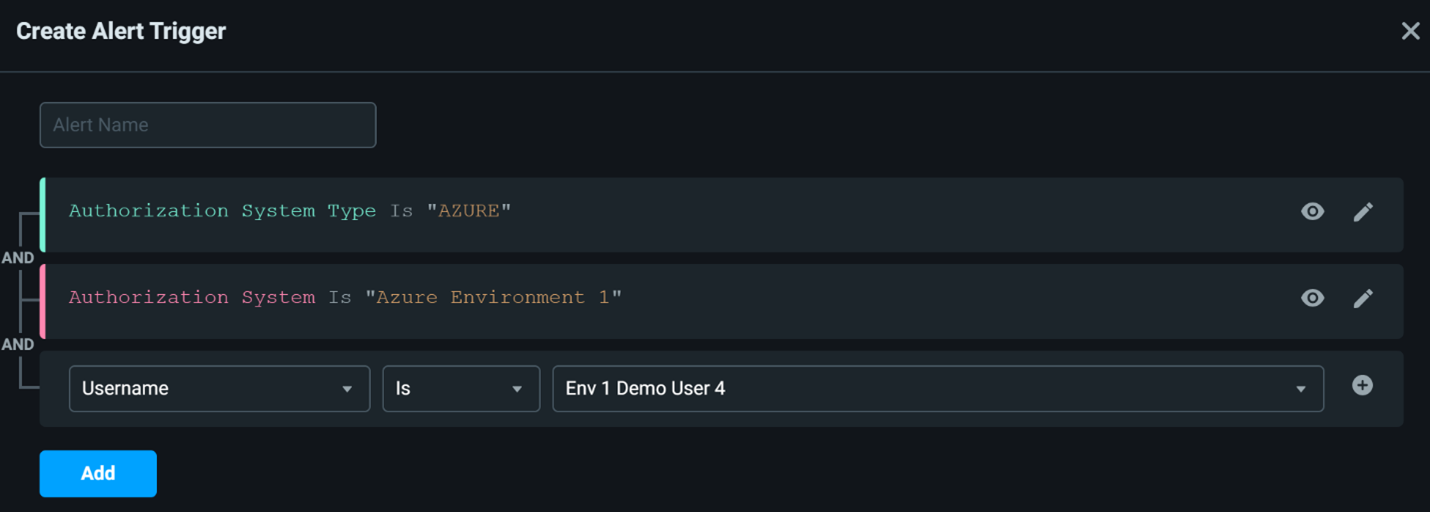 Create Alert Trigger
Alert Name
Authorization System Type Is "AZURE"
AND
Authorization System Is "Azure Environment 1"
AND
Username Is Env 1 Demo User 4
Add